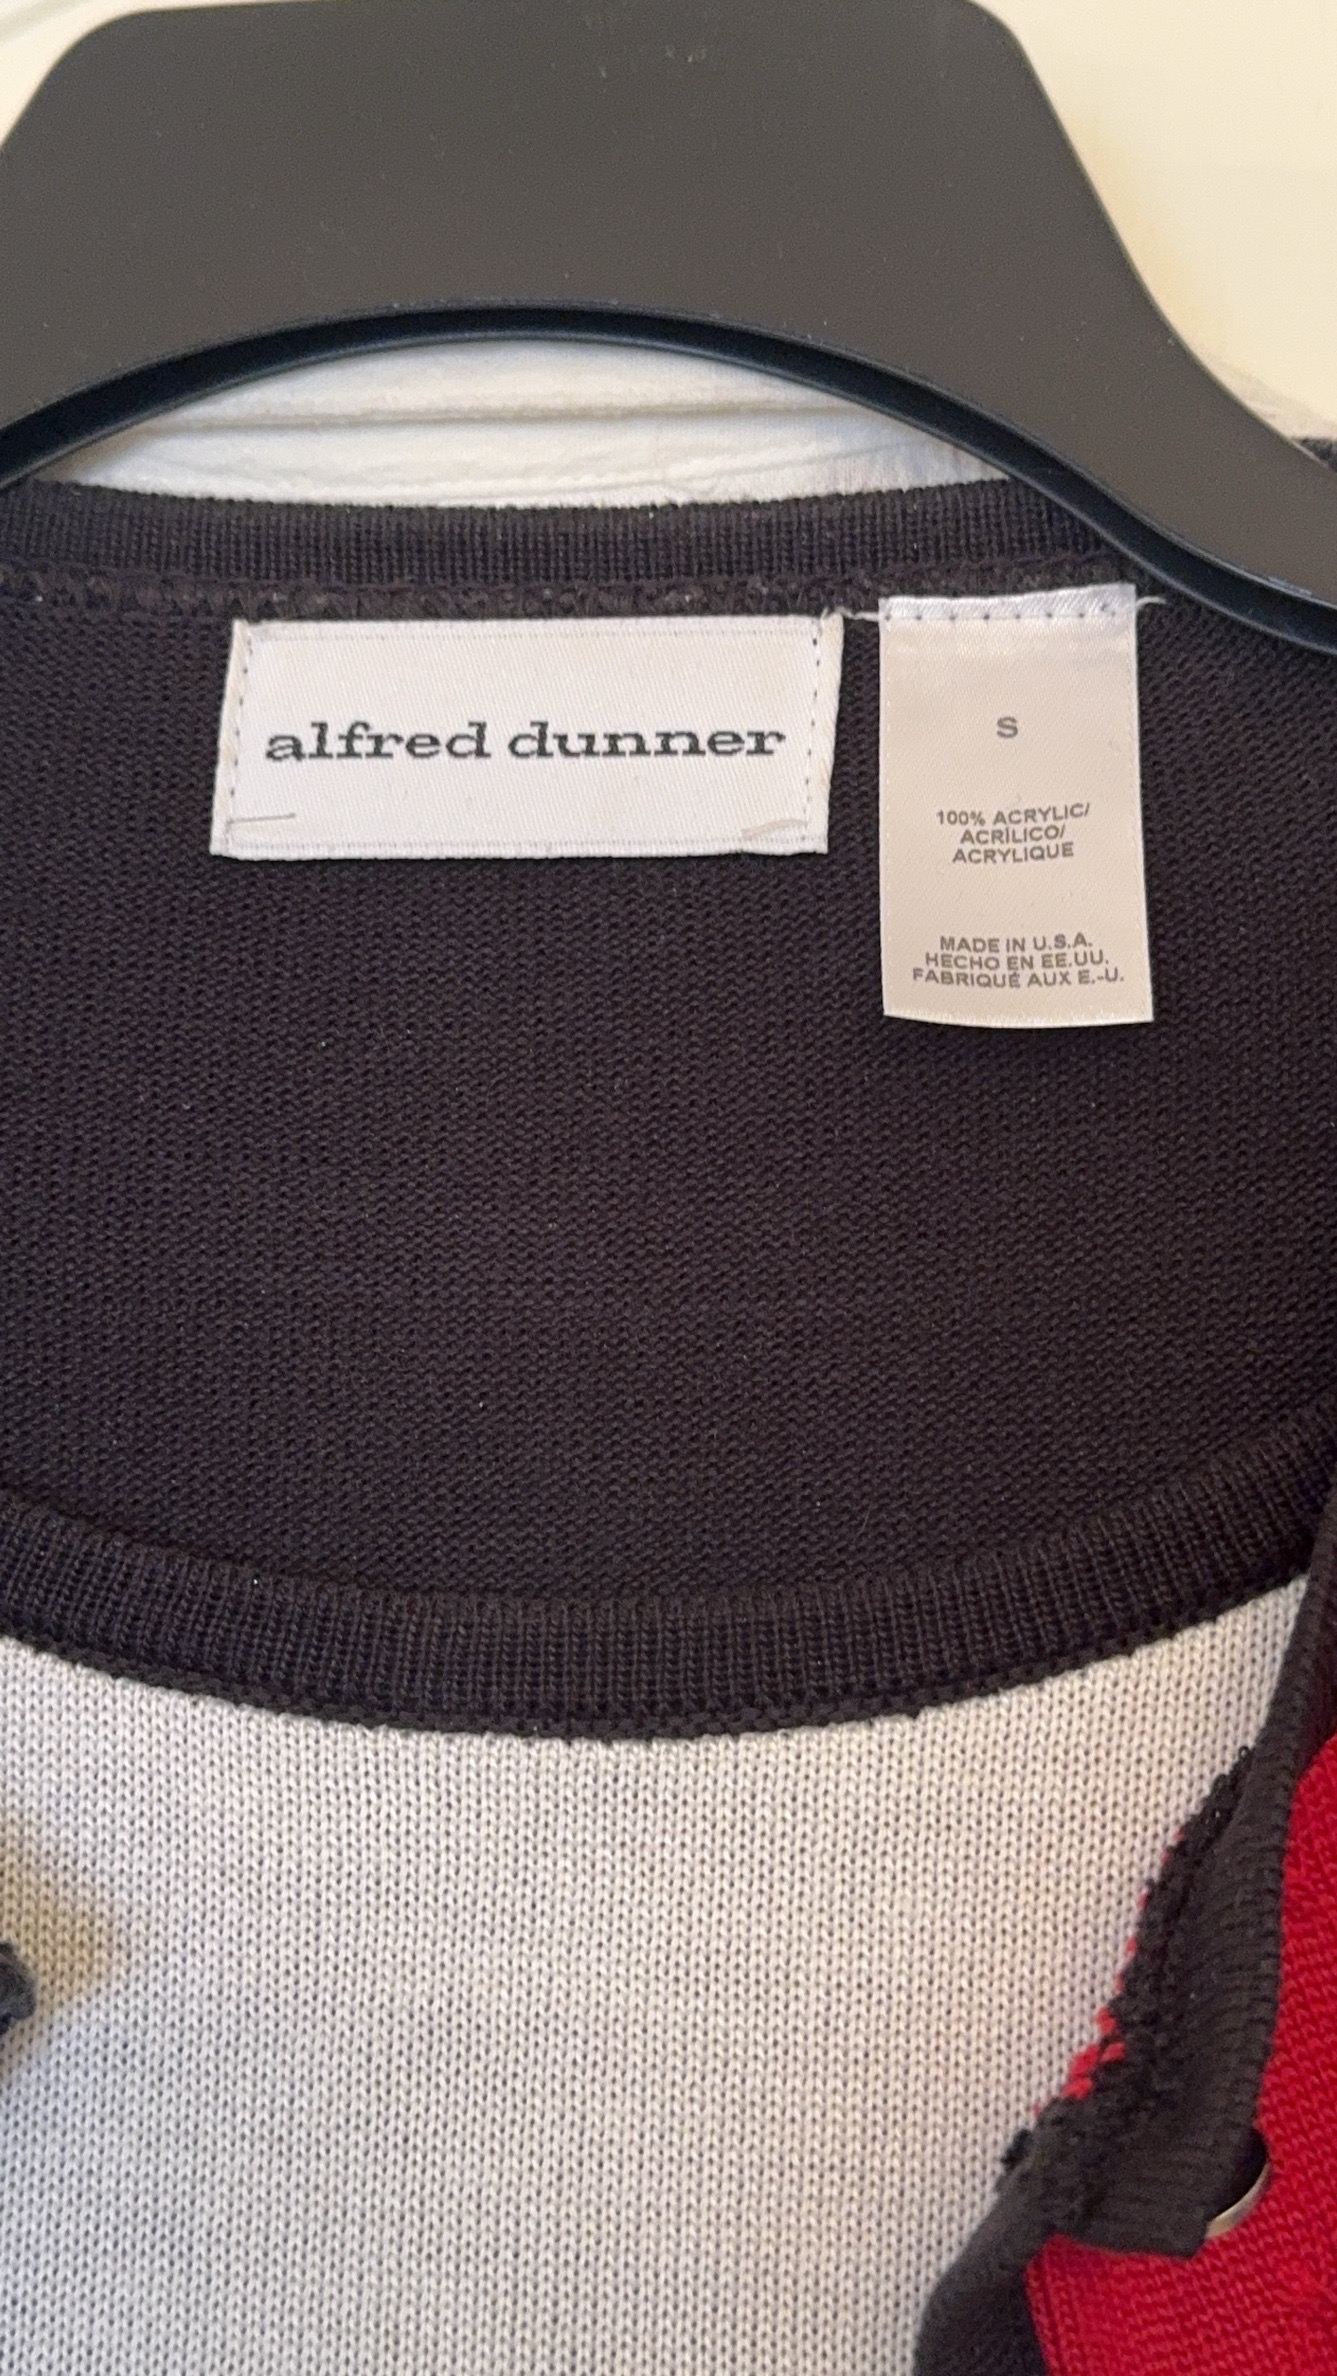 alfred dunner
S
100% ACRYLIC/
ACRÍLICO/
ACRYLIQUE
MADE IN U.S.A.
HECHO EN EE.UU.
FABRIQUÉ AUX E.-U.